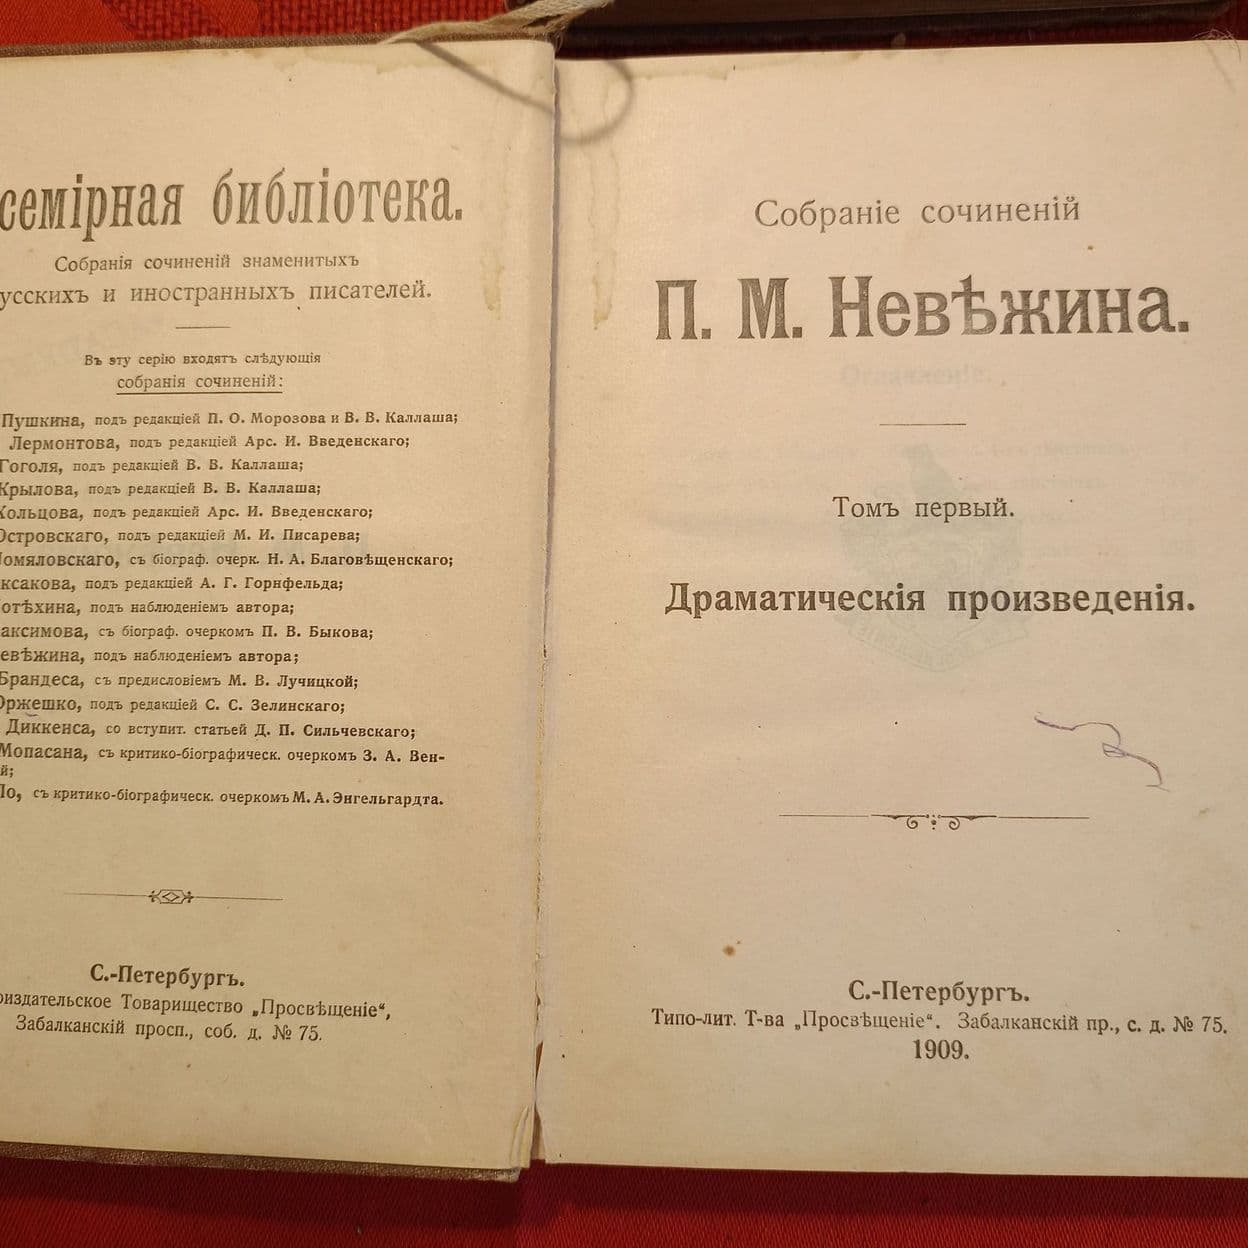 семірная библіотека.
Собранія сочиненій знаменитыхъ
усскихъ и иностранныхъ писателей.
Въ эту серію входятъ слѣдующія
собранія сочиненій:
Пушкина, подъ редакціей П. О. Морозова и В. В. Каллаша;
Лермонтова, подъ редакціей Арс. И. Введенскаго;
Гоголя, подъ редакціей В. В. Каллаша;
Крылова, подъ редакціей В. В. Каллаша;
Кольцова, подъ редакціей Арс. И. Введенскаго;
Островскаго, подъ редакціей М. И. Писарева;
Помяловскаго, съ біограф. очерк. Н. А. Благовѣщенскаго;
ксакова, подъ редакціей А. Г. Горнфельда;
отѣхина, подъ наблюденіемъ автора;
аксимова, съ біограф. очеркомъ П. В. Быкова;
евѣжина, подъ наблюденіемъ автора;
Брандеса, съ предисловіемъ М. В. Лучицкой;
Оржешко, подъ редакціей С. С. Зелинскаго;
Диккенса, со вступит. статьей Д. П. Сильчевскаго;
Мопасана, съ критико-біографическ. очеркомъ З. А. Вен-
й;
По, съ критико-біографическ. очеркомъ М. А. Энгельгардта.
С.-Петербургъ.
оиздательское Товарищество „Просвѣщеніе“,
Забалканскій просп., соб. д. № 75.
Собраніе сочиненій
П. М. Невѣжина.
Томъ первый.
Драматическія произведенія.
С.-Петербургъ.
Типо-лит. Т-ва „Просвѣщеніе“. Забалканскій пр., с. д. № 75.
1909.